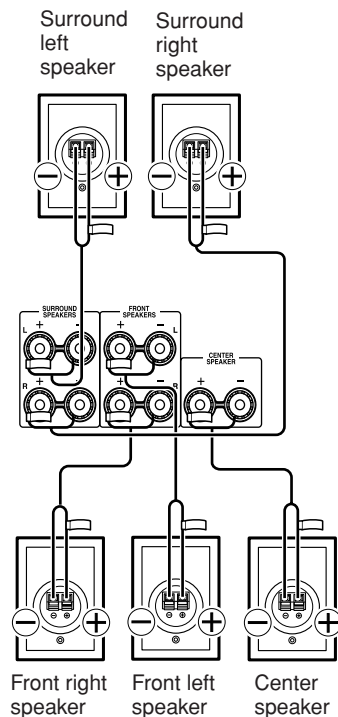 Surround
left
speaker
Surround
right
speaker
− +
− +
SURROUND
SPEAKERS
FRONT
SPEAKERS
L + −
+ − L
CENTER
SPEAKER
R +
+ − R
+ −
− +
− +
− +
Front right
speaker
Front left
speaker
Center
speaker